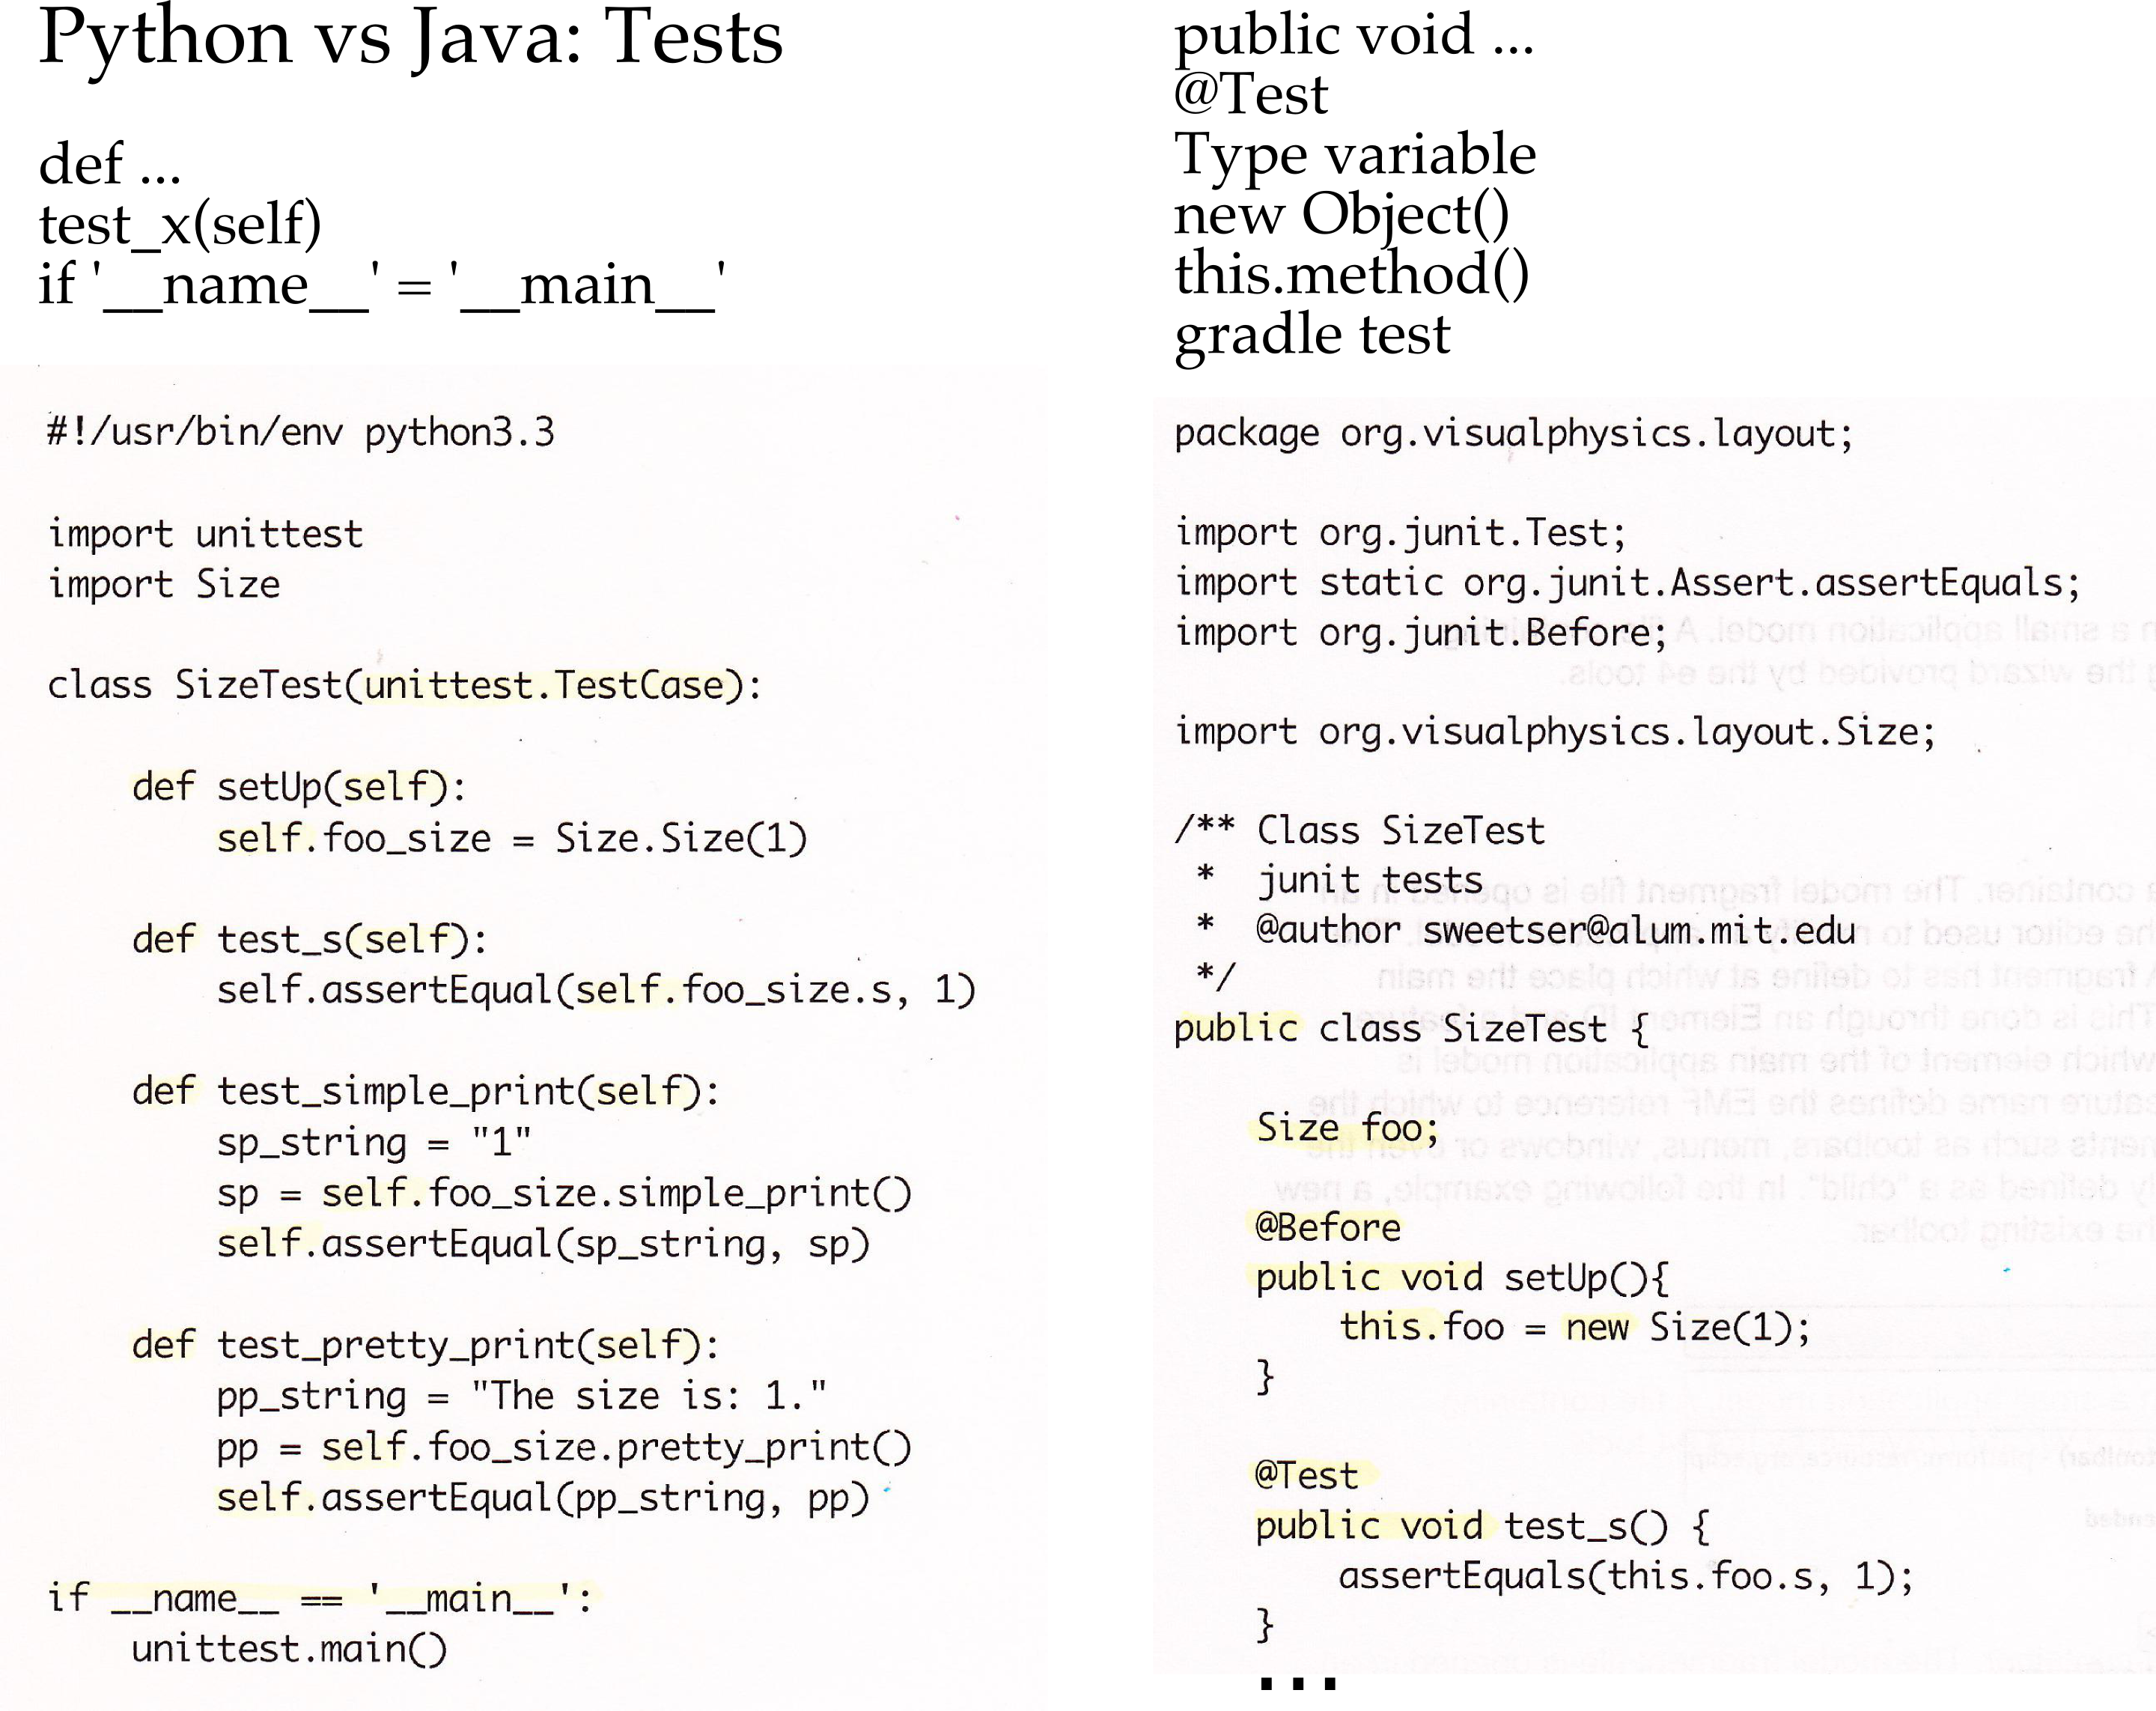 Python vs Java: Tests
def ...
test_x(self)
if '__name__' = '__main__'
#!/usr/bin/env python3.3
import unittest
import Size
class SizeTest(unittest.TestCase):
def setUp(self):
self.foo_size = Size.Size(1)
def test_s(self):
self.assertEqual(self.foo_size.s, 1)
def test_simple_print(self):
sp_string = "1"
sp = self.foo_size.simple_print()
self.assertEqual(sp_string, sp)
def test_pretty_print(self):
pp_string = "The size is: 1."
pp = self.foo_size.pretty_print()
self.assertEqual(pp_string, pp)
if __name__ == '__main__':
unittest.main()
public void ...
@Test
Type variable
new Object()
this.method()
gradle test
package org.visualphysics.layout;
import org.junit.Test;
import static org.junit.Assert.assertEquals;
import org.junit.Before;
import org.visualphysics.layout.Size;
/** Class SizeTest
* junit tests
* @author sweetser@alum.mit.edu
*/
public class SizeTest {
Size foo;
@Before
public void setUp(){
this.foo = new Size(1);
}
@Test
public void test_s() {
assertEquals(this.foo.s, 1);
}
...